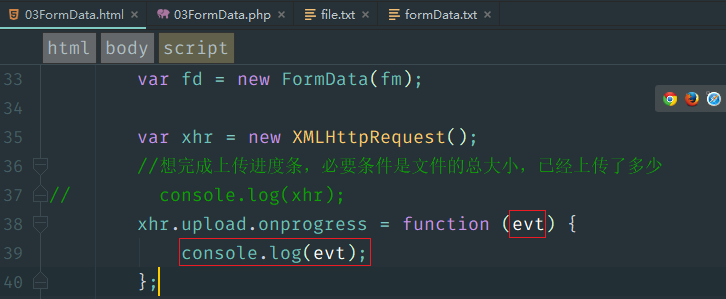 03FormData.html × 03FormData.php × file.txt × formData.txt ×
html body script
33 var fd = new FormData(fm);
34
35 var xhr = new XMLHttpRequest();
36 //想完成上传进度条，必要条件是文件的总大小，已经上传了多少
37 // console.log(xhr);
38 xhr.upload.onprogress = function (evt) {
39 console.log(evt);
40 };